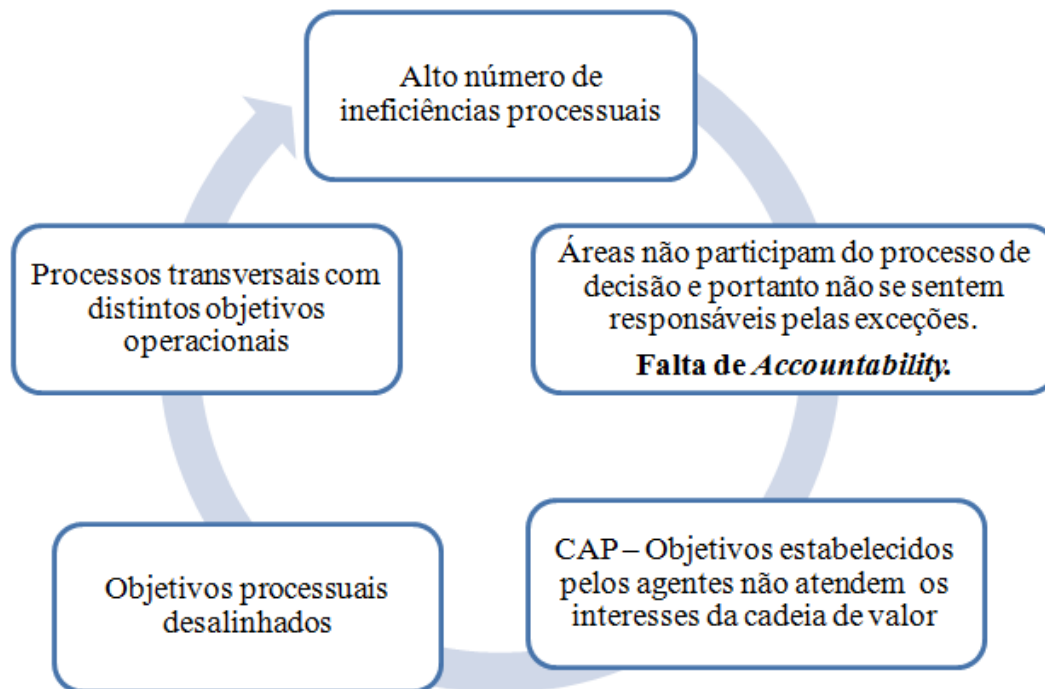 Alto número de
ineficiências processuais
Áreas não participam do processo de
decisão e portanto não se sentem
responsáveis pelas exceções.
Falta de Accountability.
CAP – Objetivos estabelecidos
pelos agentes não atendem os
interesses da cadeia de valor
Objetivos processuais
desalinhados
Processos transversais com
distintos objetivos
operacionais